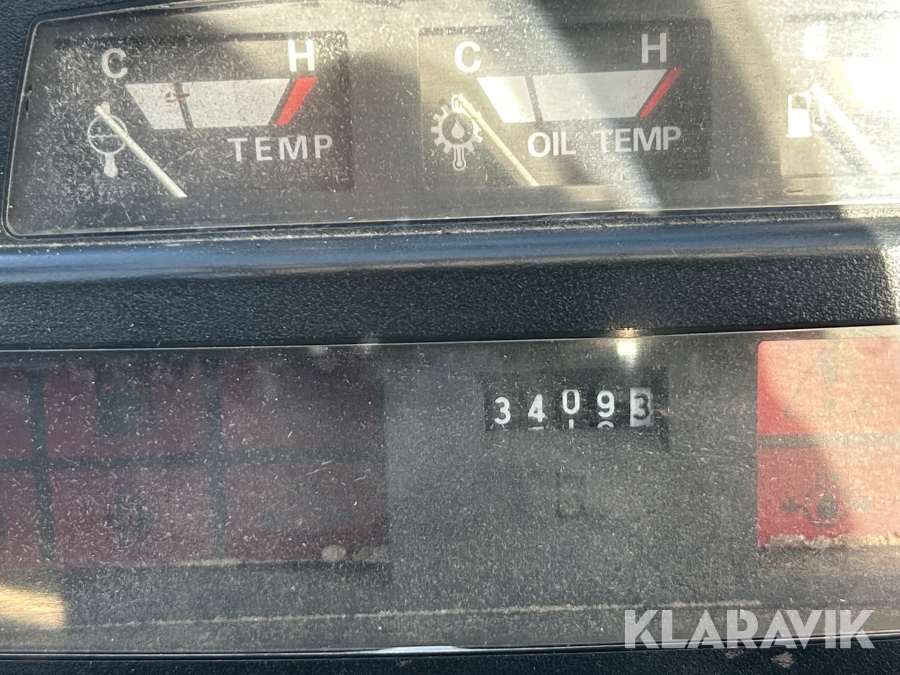 C H C H E
TEMP OIL TEMP
34093
KLARAVIK